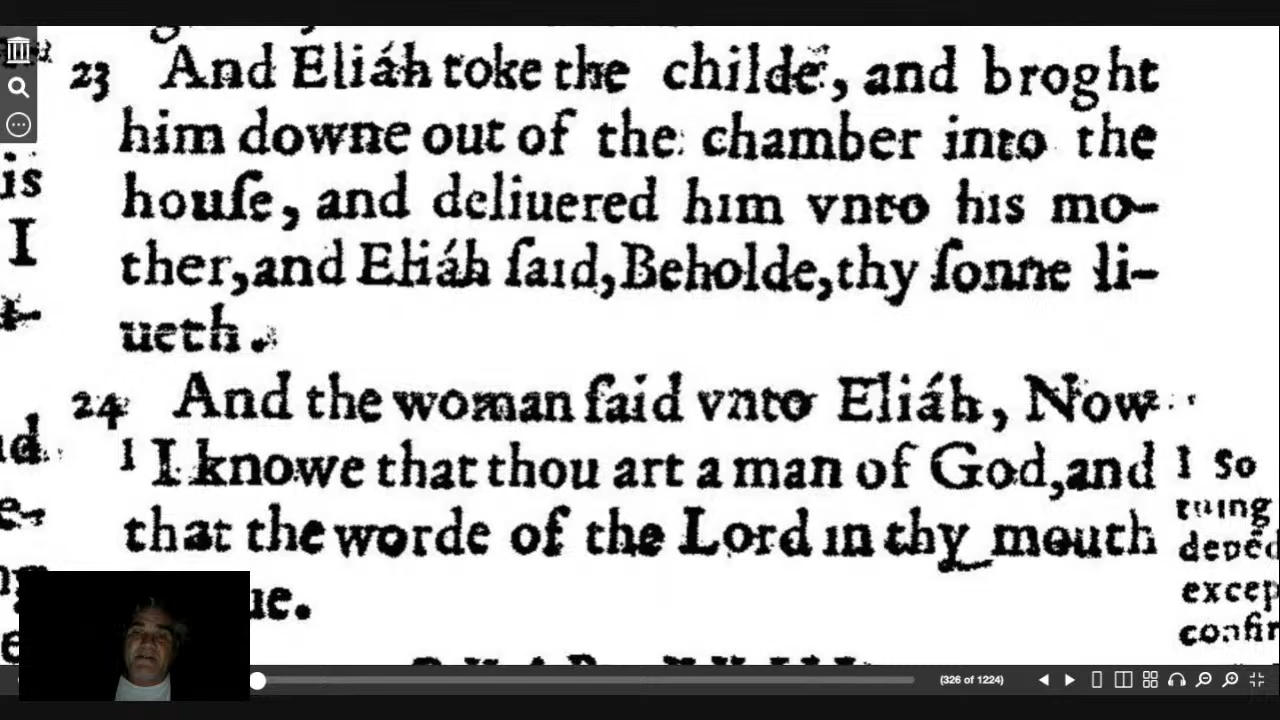 23 And Eliáh toke the childe, and broght
him downe out of the chamber into the
houſe, and deliuered him vnto his mo-
ther, and Eliáh ſaid, Beholde, thy ſonne li-
ueth.
24 And the woman ſaid vnto Eliáh, Now
l I knowe that thou art a man of God, and
that the worde of the Lord in thy mouth
ue.
is
I
l So
depēd
excep
confir
(326 of 1224)